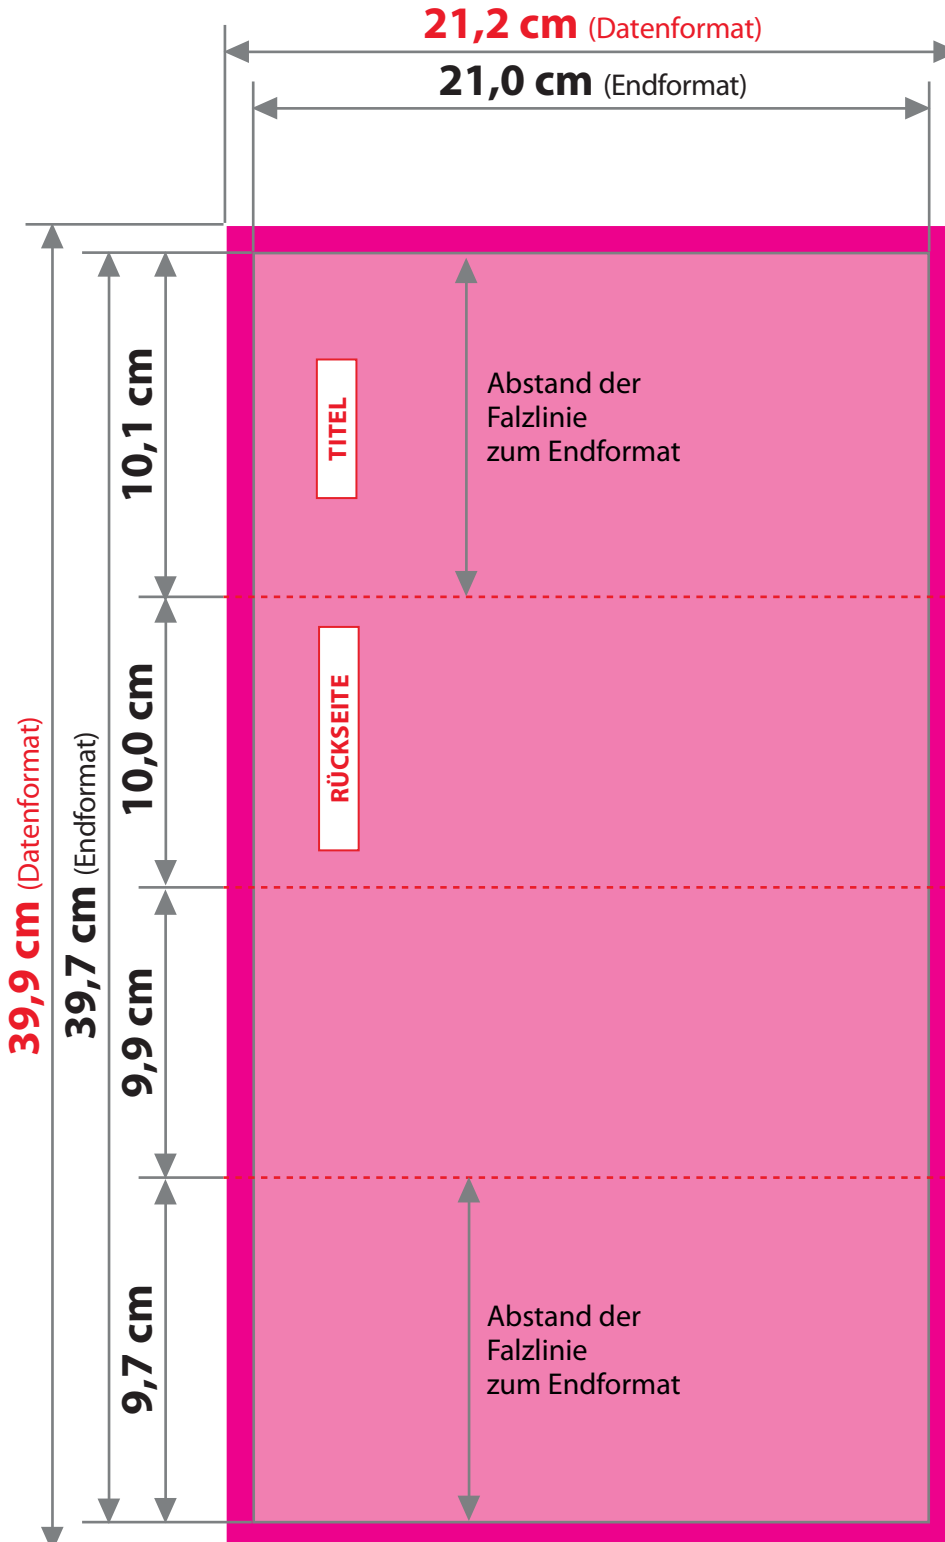 21,2 cm (Datenformat)
21,0 cm (Endformat)
39,9 cm (Datenformat)
39,7 cm (Endformat)
10,1 cm
TITEL
Abstand der
Falzlinie
zum Endformat
10,0 cm
RÜCKSEITE
9,9 cm
9,7 cm
Abstand der
Falzlinie
zum Endformat